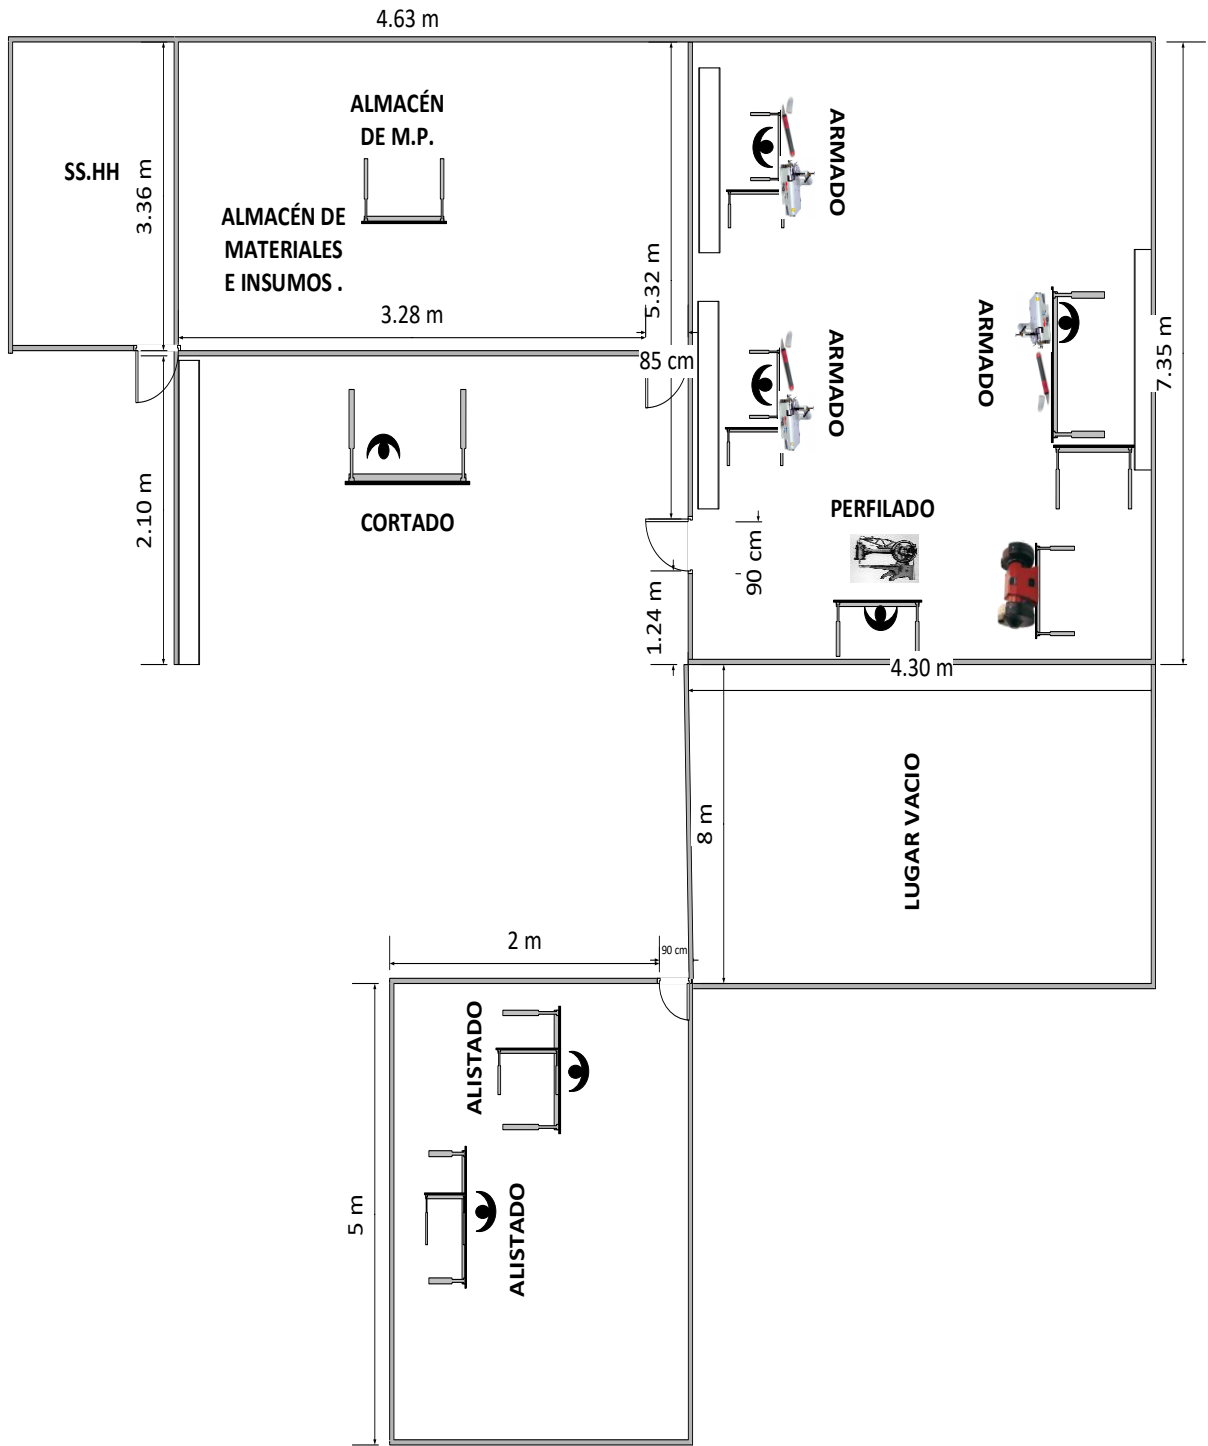 4.63 m
ALMACÉN
DE M.P.
SS.HH
3.36 m
ALMACÉN DE
MATERIALES
E INSUMOS .
5.32 m
3.28 m
85 cm
ARMADO
ARMADO
ARMADO
7.35 m
2.10 m
CORTADO
PERFILADO
90 cm
1.24 m
4.30 m
8 m
LUGAR VACIO
2 m
90 cm
ALISTADO
5 m
ALISTADO